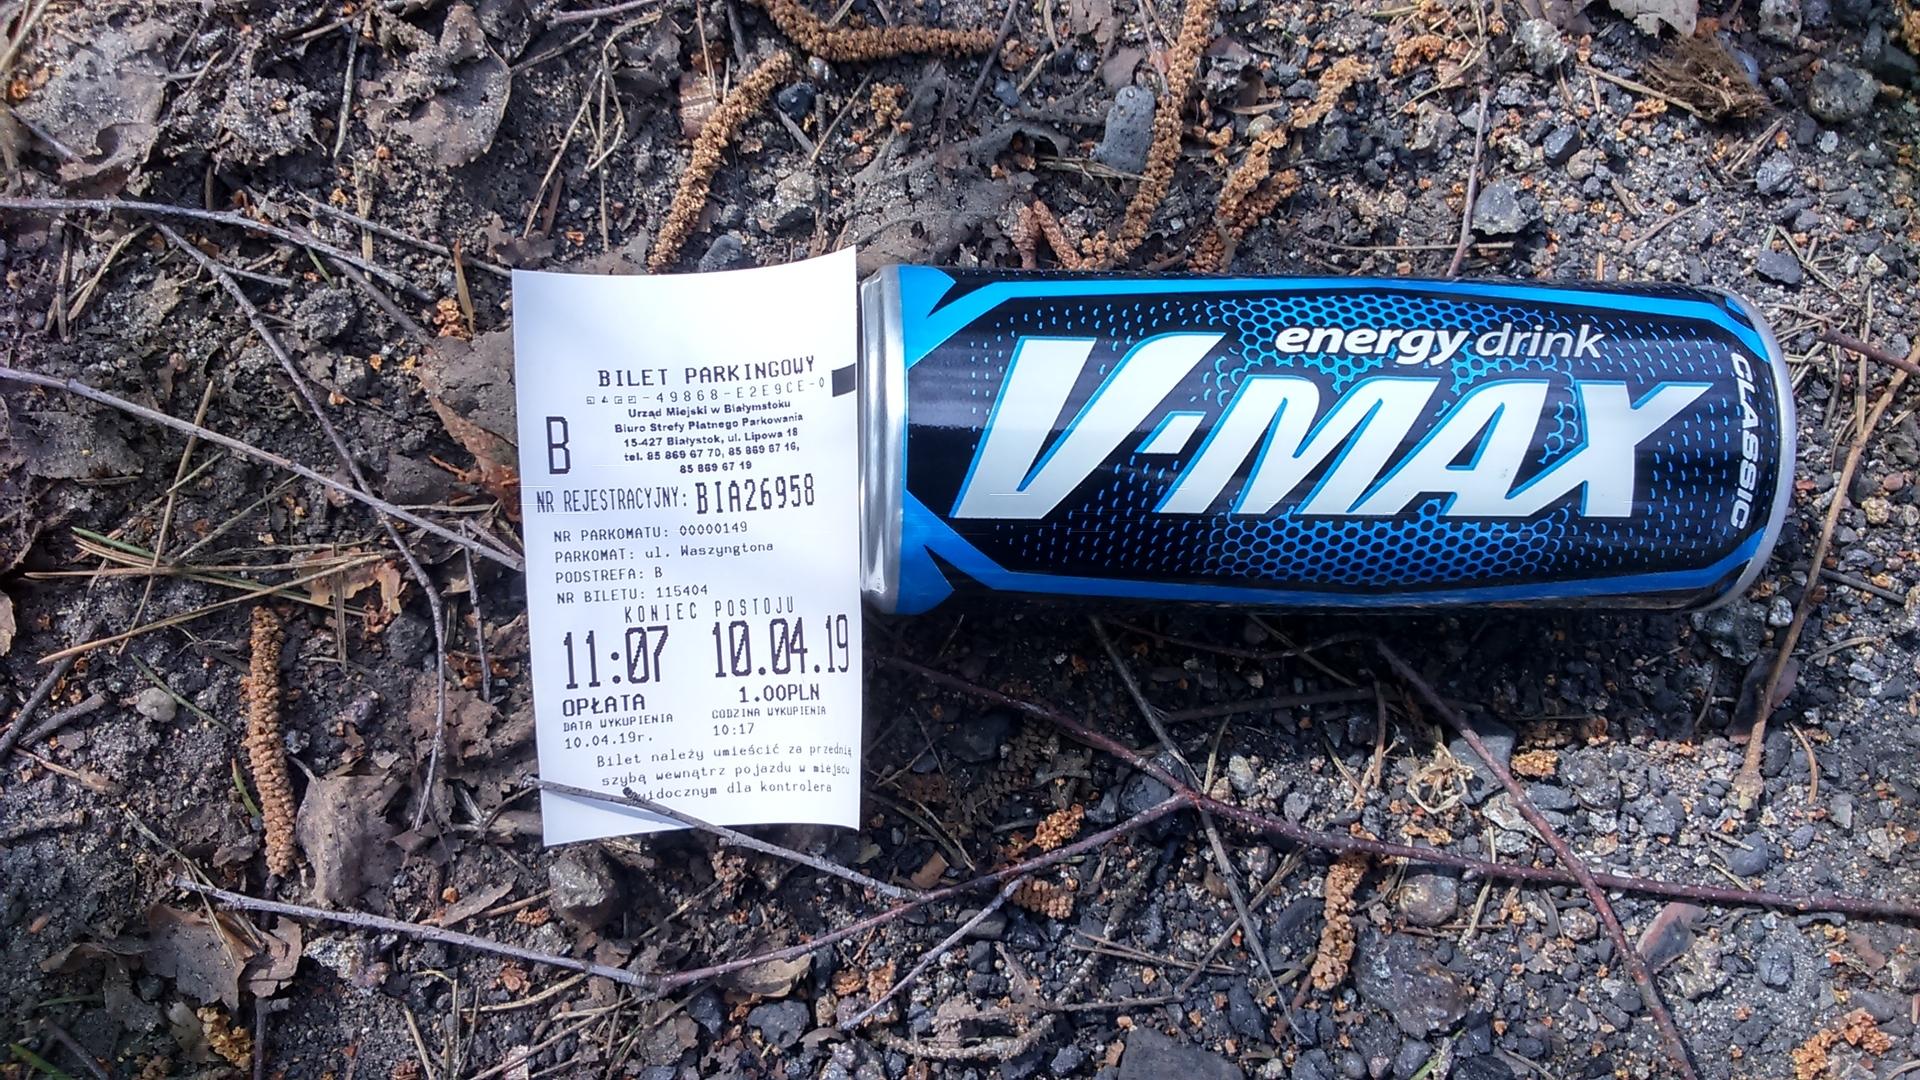 BILET PARKINGOWY
-49868-E2E9CE-0
Urząd Miejski w Białymstoku
Biuro Strefy Płatnego Parkowania
B
15-427 Białystok, ul. Lipowa 18
tel. 85 869 67 70, 85 869 67 16,
85 869 67 19
NR REJESTRACYJNY: BIA26958
NR PARKOMATU: 00000149
PARKOMAT: ul. Waszyngtona
PODSTREFA: B
NR BILETU: 115404
KONIEC POSTOJU
11:07 10.04.19
OPŁATA 1.00PLN
DATA WYKUPIENIA GODZINA WYKUPIENIA
10.04.19r. 10:17
Bilet należy umieścić za przednią
szybą wewnątrz pojazdu w miejscu
widocznym dla kontrolera
energy drink
V-MAX
CLASSIC